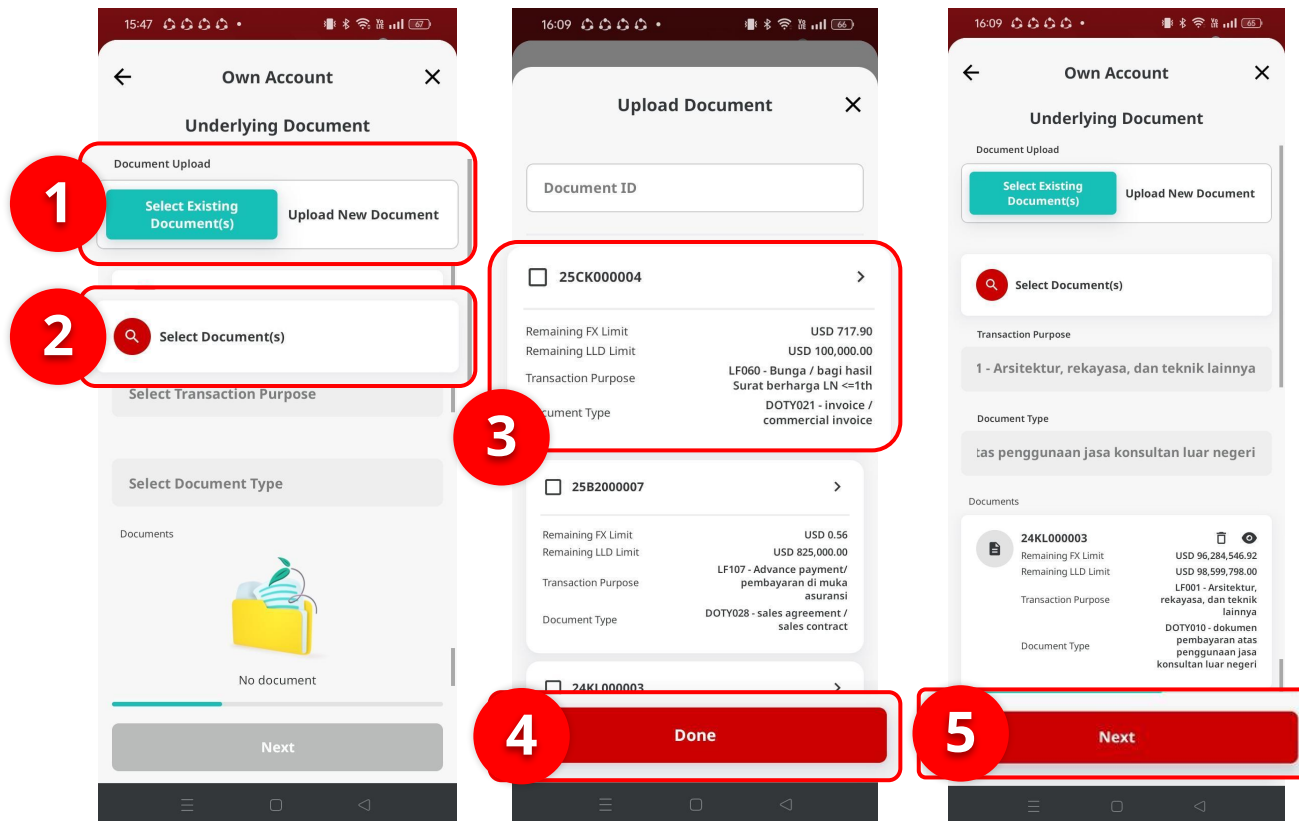 15:47
67
Own Account
Underlying Document
Document Upload
1
Select Existing
Document(s)
Upload New Document
2
Select Document(s)
Select Transaction Purpose
Select Document Type
Documents
No document
Next
16:09
66
Upload Document
Document ID
25CK000004
Remaining FX Limit
USD 717.90
Remaining LLD Limit
USD 100,000.00
Transaction Purpose
LF060 - Bunga / bagi hasil
Surat berharga LN <=1th
cument Type
DOTY021 - invoice /
commercial invoice
3
25B2000007
Remaining FX Limit
USD 0.56
Remaining LLD Limit
USD 825,000.00
Transaction Purpose
LF107 - Advance payment/
pembayaran di muka
asuransi
Document Type
DOTY028 - sales agreement /
sales contract
24KL000003
4
Done
16:09
65
Own Account
Underlying Document
Document Upload
Select Existing
Document(s)
Upload New Document
Select Document(s)
Transaction Purpose
1 - Arsitektur, rekayasa, dan teknik lainnya
Document Type
tas penggunaan jasa konsultan luar negeri
Documents
24KL000003
Remaining FX Limit
USD 96,284,546.92
Remaining LLD Limit
USD 98,599,798.00
Transaction Purpose
LF001 - Arsitektur,
rekayasa, dan teknik
lainnya
Document Type
DOTY010 - dokumen
pembayaran atas
penggunaan jasa
konsultan luar negeri
5
Next